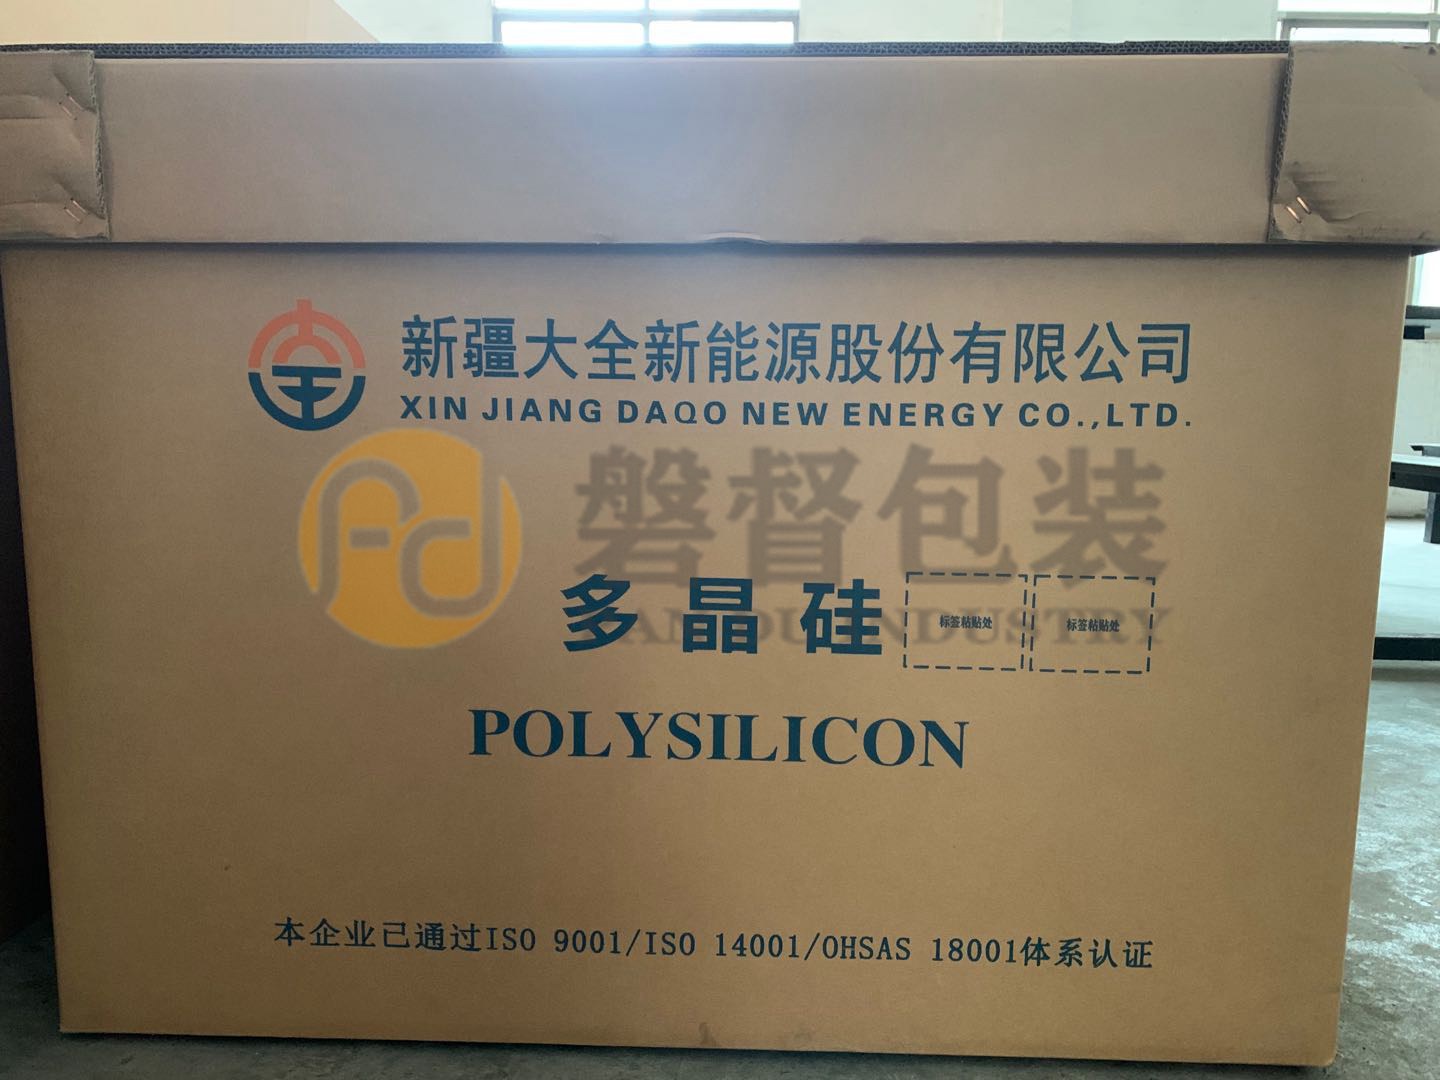 新疆大全新能源股份有限公司
XIN JIANG DAQO NEW ENERGY CO.,LTD.
磐督包装
多晶硅
标签粘贴处
标签粘贴处
POLYSILICON
本企业已通过ISO 9001/ISO 14001/OHSAS 18001体系认证